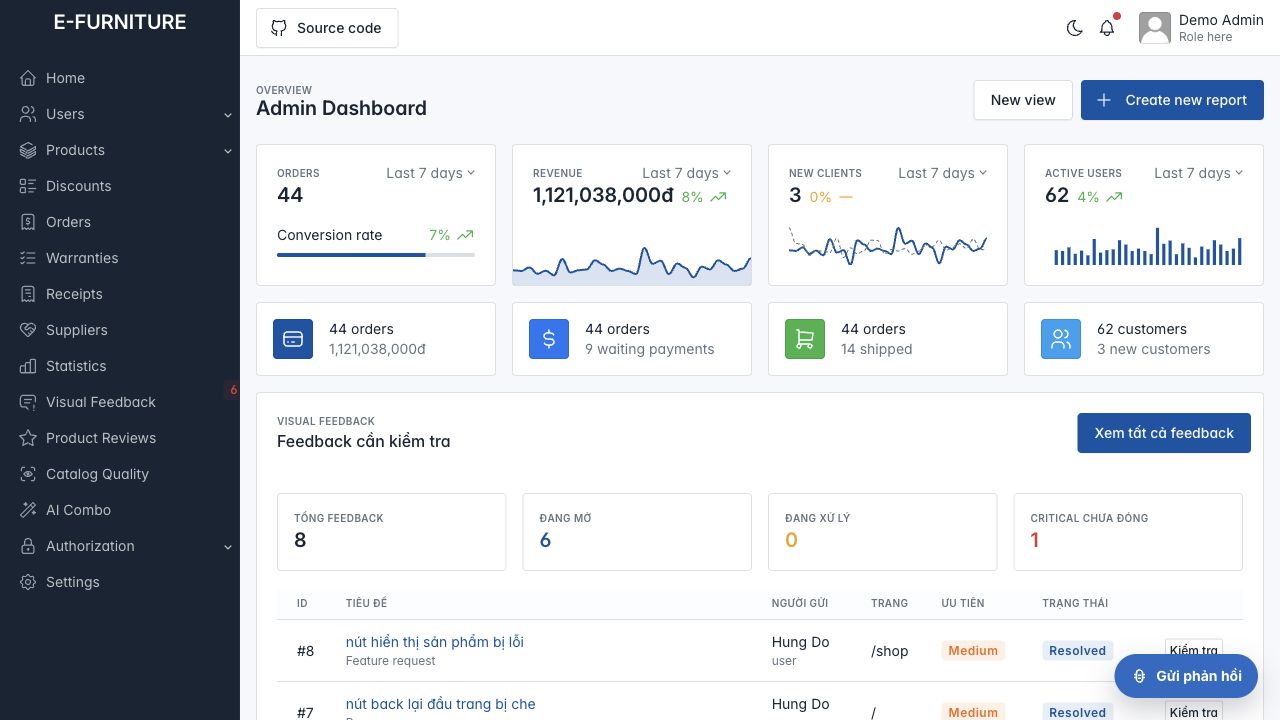 E-FURNITURE
Home
Users
Products
Discounts
Orders
Warranties
Receipts
Suppliers
Statistics
Visual Feedback
6
Product Reviews
Catalog Quality
AI Combo
Authorization
Settings
Source code
Demo Admin
Role here
OVERVIEW
Admin Dashboard
New view
Create new report
ORDERS
Last 7 days
44
Conversion rate
7%
REVENUE
Last 7 days
1,121,038,000đ
8%
NEW CLIENTS
Last 7 days
3
0%
ACTIVE USERS
Last 7 days
62
4%
44 orders
1,121,038,000đ
44 orders
9 waiting payments
44 orders
14 shipped
62 customers
3 new customers
VISUAL FEEDBACK
Feedback cần kiểm tra
Xem tất cả feedback
TỔNG FEEDBACK
8
ĐANG MỞ
6
ĐANG XỬ LÝ
0
CRITICAL CHƯA ĐÓNG
1
ID TIÊU ĐỀ NGƯỜI GỬI TRANG ƯU TIÊN TRẠNG THÁI
#8 nút hiển thị sản phẩm bị lỗi Hung Do /shop Medium Resolved Kiểm tra
Feature request user
Gửi phản hồi
#7 nút back lại đầu trang bị che Hung Do / Medium Resolved Kiểm tra